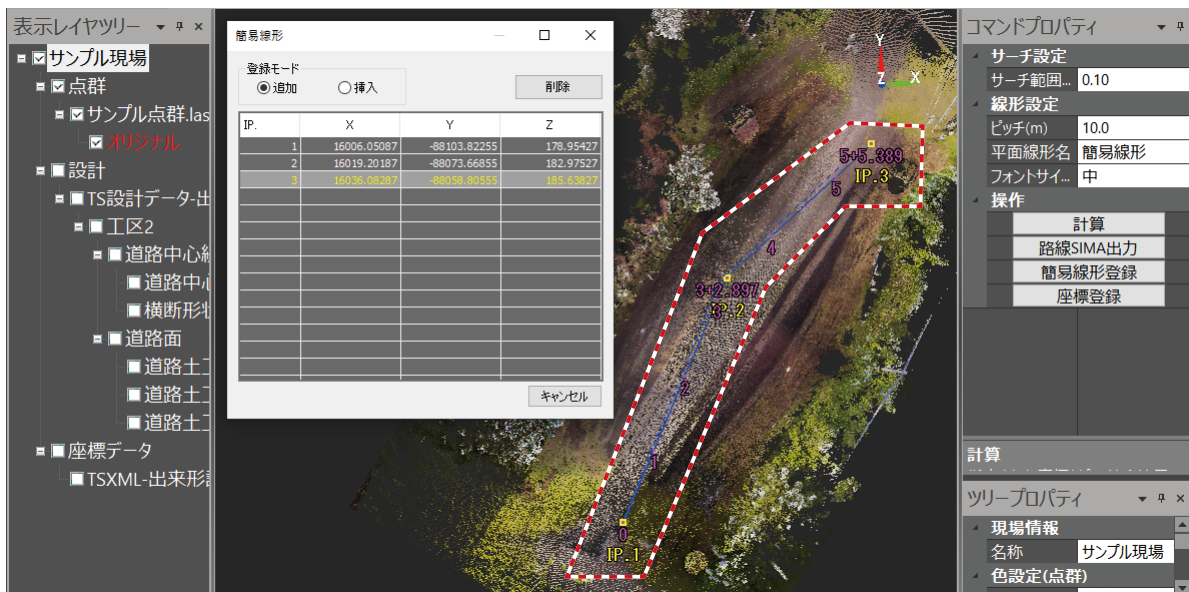 表示レイヤツリー
サンプル現場
点群
サンプル点群.las
オリジナル
設計
TS設計データ-出
工区2
道路中心線
道路中心
横断形状
道路面
道路土工
道路土工
道路土工
座標データ
TSXML-出来形
簡易線形
登録モード
追加 挿入
削除
IP. X Y Z
1 16006.05087 -88103.82255 178.95427
2 16019.20187 -88073.66855 182.97527
3 16036.08287 -88058.80555 185.63827
キャンセル
Y
Z X
5+5.389
IP.3
5
4
3+2.897
IP.2
3
2
1
0
IP.1
コマンドプロパティ
サーチ設定
サーチ範囲... 0.10
線形設定
ピッチ(m) 10.0
平面線形名 簡易線形
フォントサイ... 中
操作
計算
路線SIMA出力
簡易線形登録
座標登録
計算
ツリープロパティ
現場情報
名称 サンプル現場
色設定(点群)